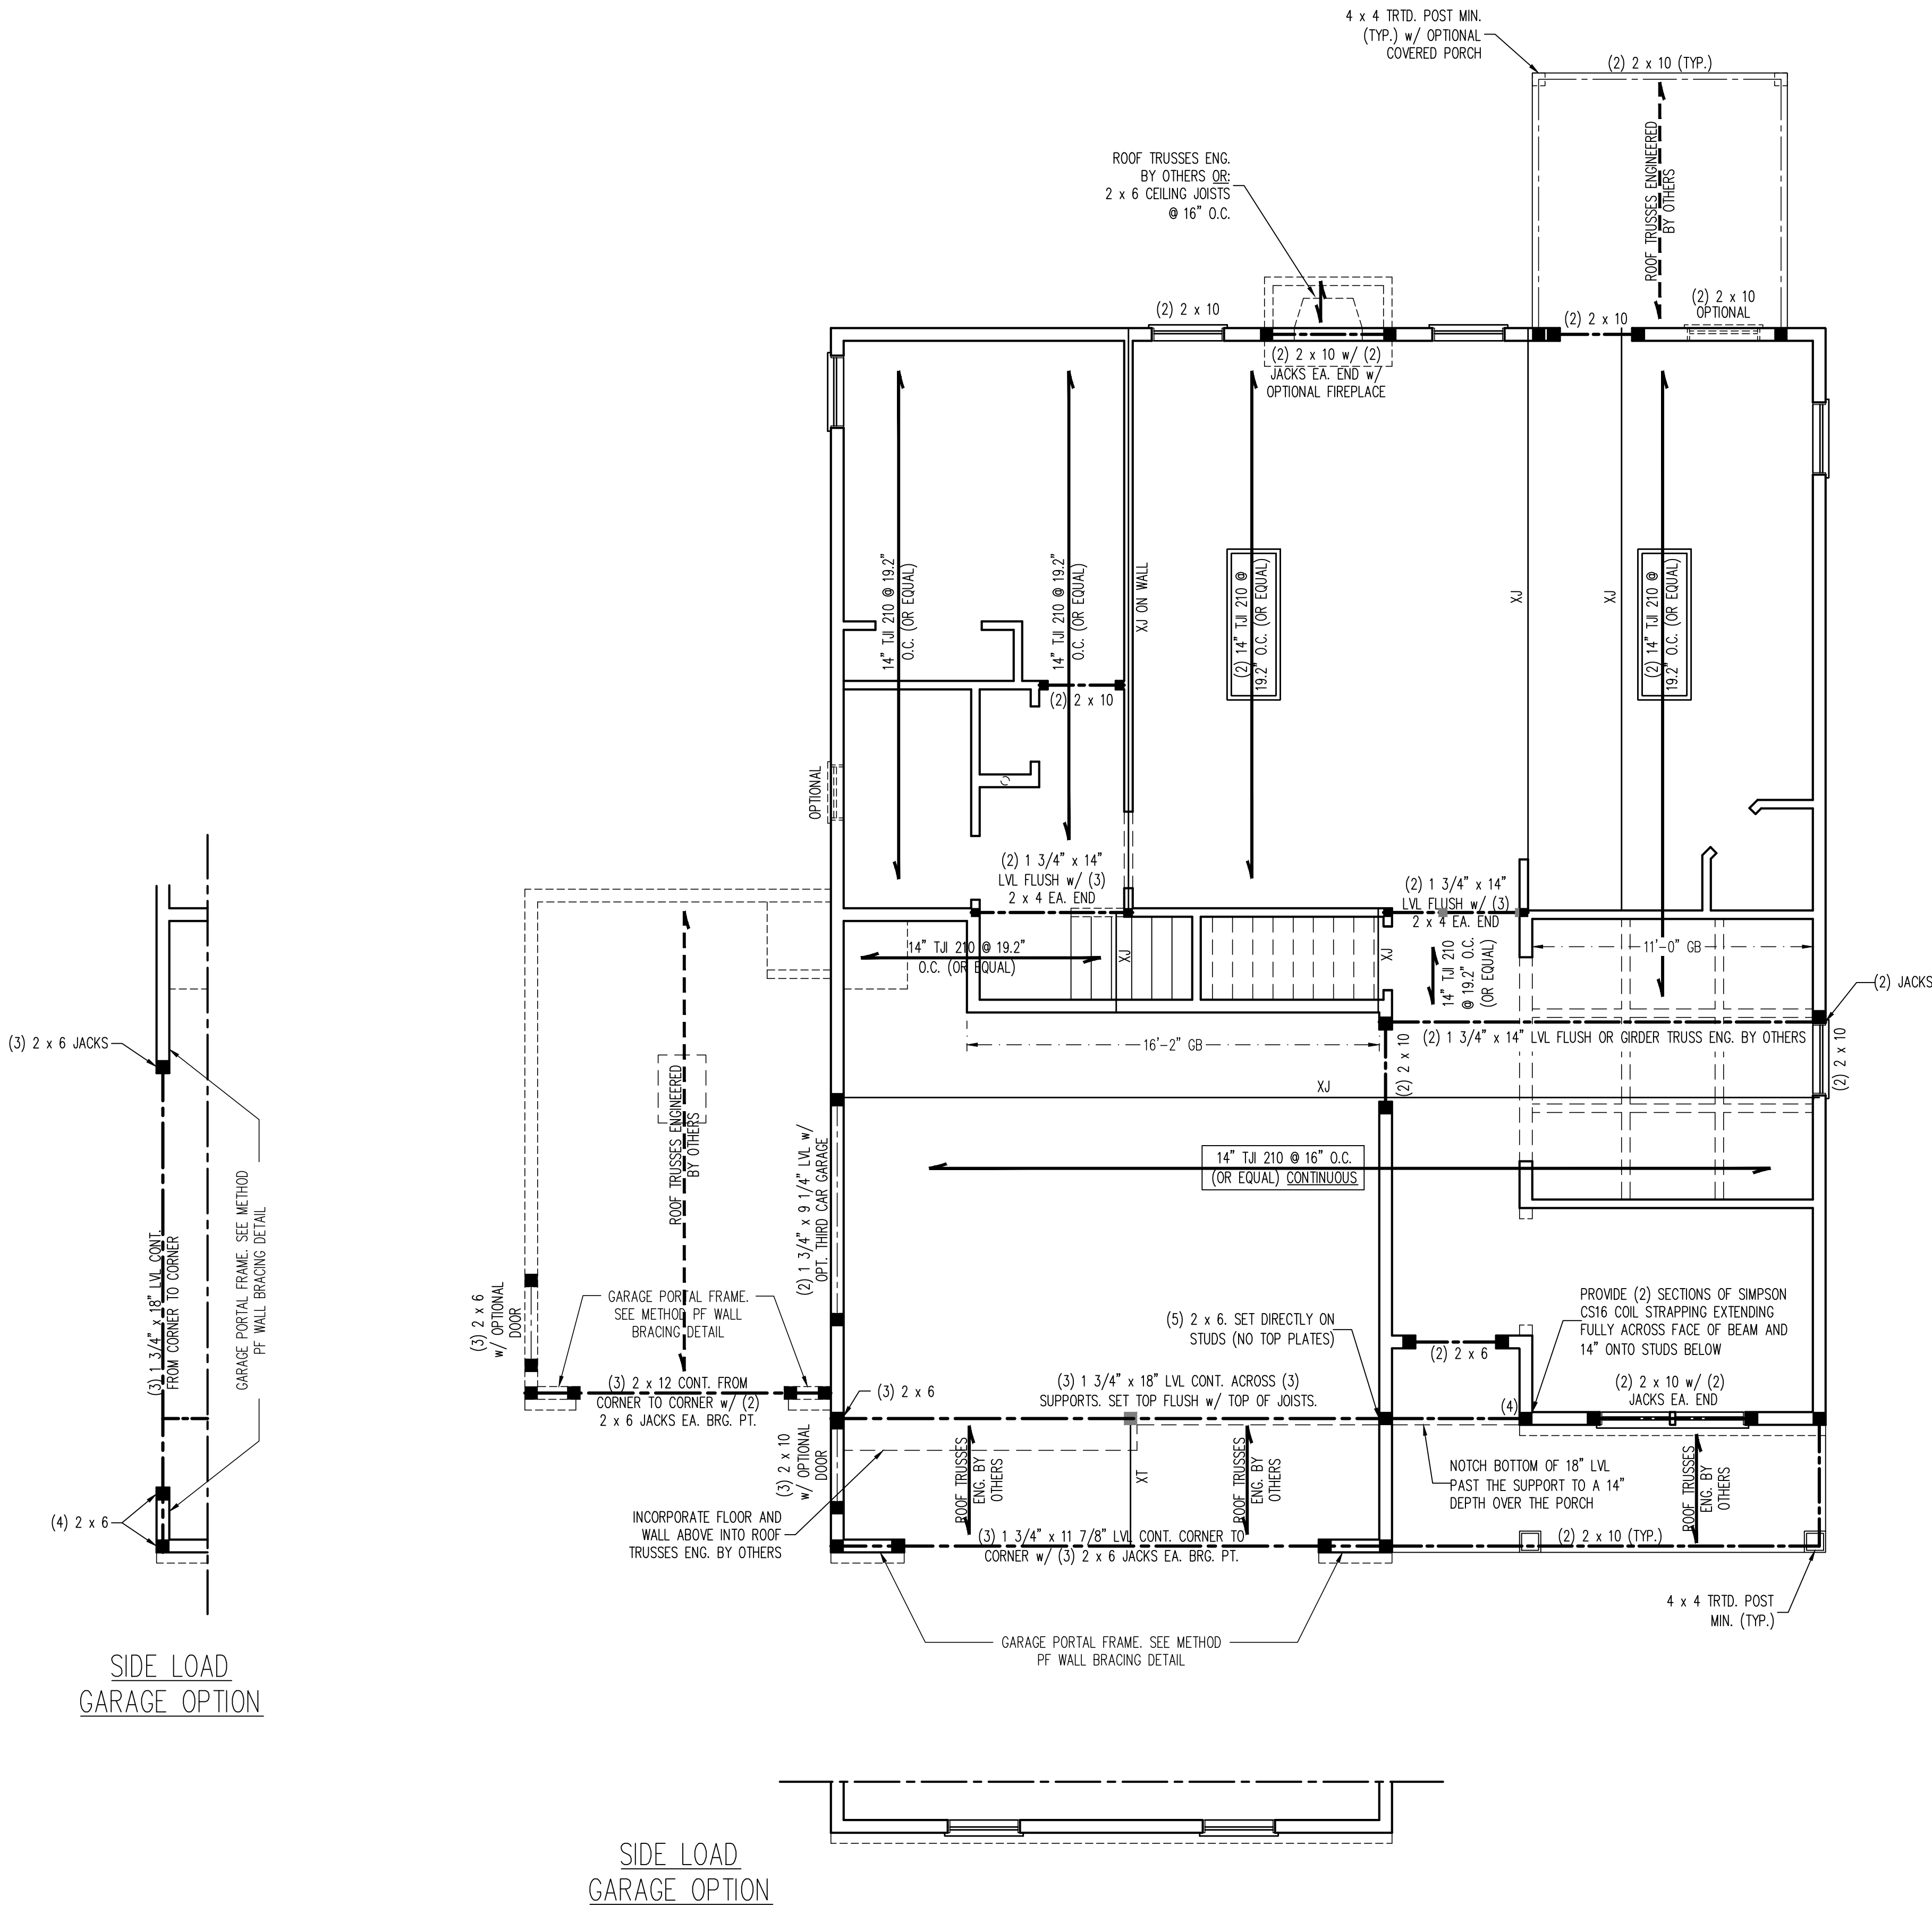 4 x 4 TRTD. POST MIN.
(TYP.) w/ OPTIONAL
COVERED PORCH
(2) 2 x 10 (TYP.)
ROOF TRUSSES ENGINEERED
BY OTHERS
ROOF TRUSSES ENG.
BY OTHERS OR:
2 x 6 CEILING JOISTS
@ 16" O.C.
(2) 2 x 10
(2) 2 x 10 w/ (2)
JACKS EA. END w/
OPTIONAL FIREPLACE
(2) 2 x 10
(2) 2 x 10
OPTIONAL
14" TJI 210 @ 19.2"
O.C. (OR EQUAL)
14" TJI 210 @ 19.2"
O.C. (OR EQUAL)
XJ ON WALL
(2) 14" TJI 210 @
19.2" O.C. (OR EQUAL)
XJ
XJ
(2) 14" TJI 210 @
19.2" O.C. (OR EQUAL)
(2) 2 x 10
OPTIONAL
(2) 1 3/4" x 14"
LVL FLUSH w/ (3)
2 x 4 EA. END
(2) 1 3/4" x 14"
LVL FLUSH w/ (3)
2 x 4 EA. END
14" TJI 210 @ 19.2"
O.C. (OR EQUAL)
XJ
XJ
14" TJI 210
@ 19.2" O.C.
(OR EQUAL)
11'-0" GB
(2) JACKS
(2) 1 3/4" x 14" LVL FLUSH OR GIRDER TRUSS ENG. BY OTHERS
16'-2" GB
(2) 2 x 10
(2) 2 x 10
XJ
(3) 2 x 6 JACKS
GARAGE PORTAL FRAME. SEE METHOD
PF WALL BRACING DETAIL
(3) 1 3/4" x 18" LVL CONT.
FROM CORNER TO CORNER
(4) 2 x 6
SIDE LOAD
GARAGE OPTION
ROOF TRUSSES ENGINEERED
BY OTHERS
(2) 1 3/4" x 9 1/4" LVL w/
OPT. THIRD CAR GARAGE
14" TJI 210 @ 16" O.C.
(OR EQUAL) CONTINUOUS
(3) 2 x 6
w/ OPTIONAL
DOOR
GARAGE PORTAL FRAME.
SEE METHOD PF WALL
BRACING DETAIL
(3) 2 x 12 CONT. FROM
CORNER TO CORNER w/ (2)
2 x 6 JACKS EA. BRG. PT.
(3) 2 x 6
(5) 2 x 6. SET DIRECTLY ON
STUDS (NO TOP PLATES)
(3) 1 3/4" x 18" LVL CONT. ACROSS (3)
SUPPORTS. SET TOP FLUSH w/ TOP OF JOISTS.
(2) 2 x 6
PROVIDE (2) SECTIONS OF SIMPSON
CS16 COIL STRAPPING EXTENDING
FULLY ACROSS FACE OF BEAM AND
14" ONTO STUDS BELOW
(4)
(2) 2 x 10 w/ (2)
JACKS EA. END
(3) 2 x 10
w/ OPTIONAL
DOOR
INCORPORATE FLOOR AND
WALL ABOVE INTO ROOF
TRUSSES ENG. BY OTHERS
ROOF TRUSSES
ENG. BY
OTHERS
XT
ROOF TRUSSES
ENG. BY
OTHERS
NOTCH BOTTOM OF 18" LVL
PAST THE SUPPORT TO A 14"
DEPTH OVER THE PORCH
ROOF TRUSSES
ENG. BY
OTHERS
(3) 1 3/4" x 11 7/8" LVL CONT. CORNER TO
CORNER w/ (3) 2 x 6 JACKS EA. BRG. PT.
(2) 2 x 10 (TYP.)
4 x 4 TRTD. POST
MIN. (TYP.)
GARAGE PORTAL FRAME. SEE METHOD
PF WALL BRACING DETAIL
SIDE LOAD
GARAGE OPTION